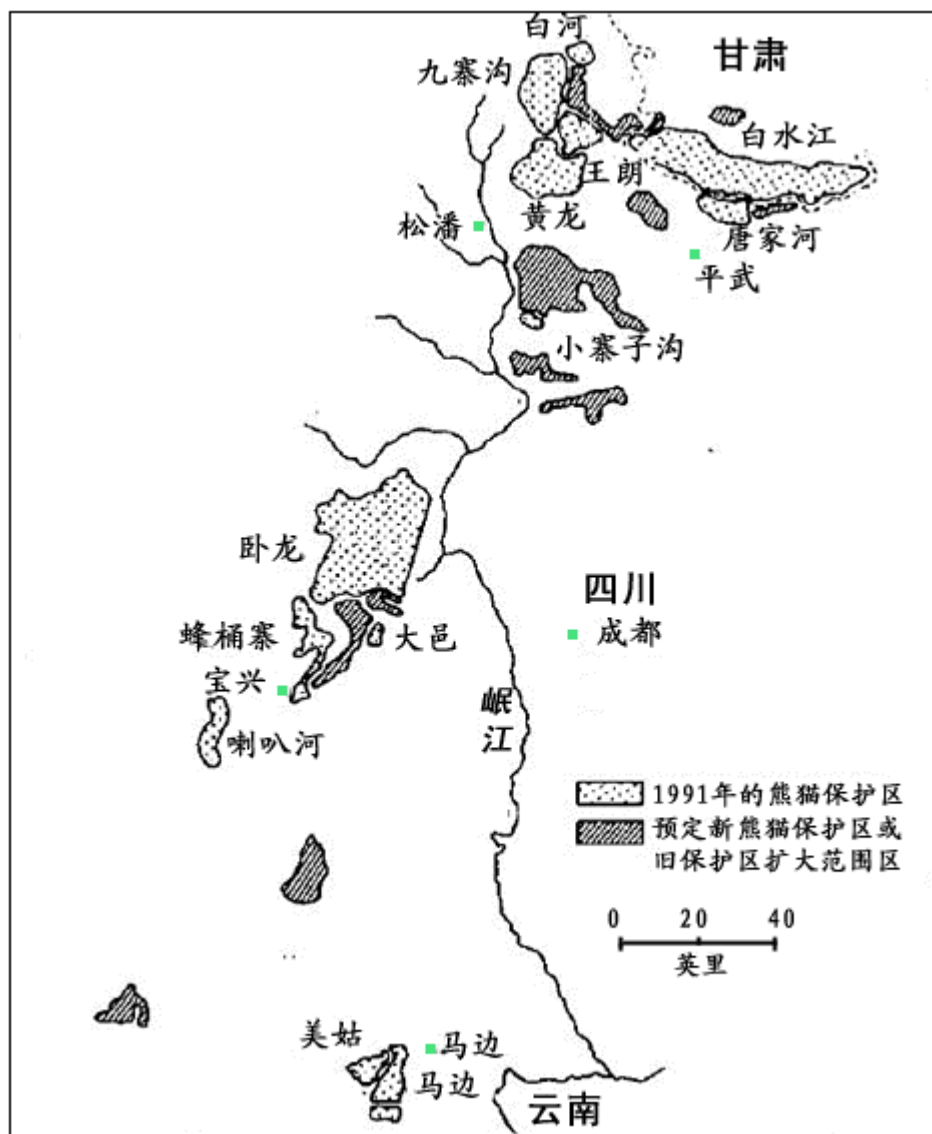 白河
甘肃
九寨沟
白水江
王朗
黄龙
松潘
唐家河
平武
小寨子沟
卧龙
四川
蜂桶寨
大邑
成都
宝兴
岷江
喇叭河
1991年的熊猫保护区
预定新熊猫保护区或
旧保护区扩大范围区
0 20 40
英里
美姑
马边
马边
云南